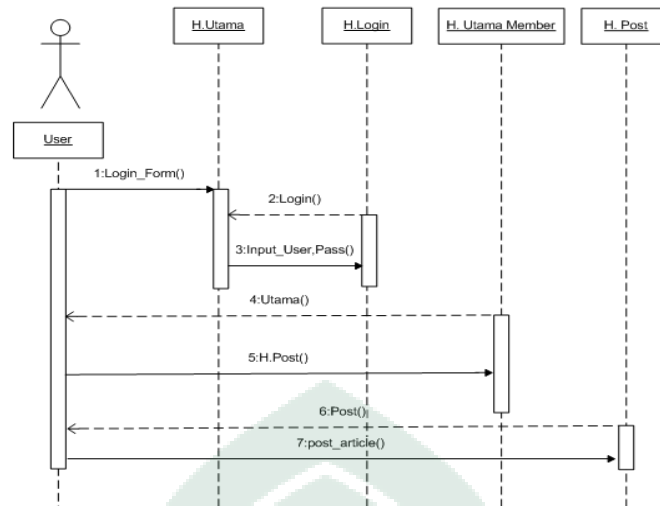 H.Utama
H.Login
H. Utama Member
H. Post
User
1:Login_Form()
2:Login()
3:Input_User,Pass()
4:Utama()
5:H.Post()
6:Post()
7:post_article()